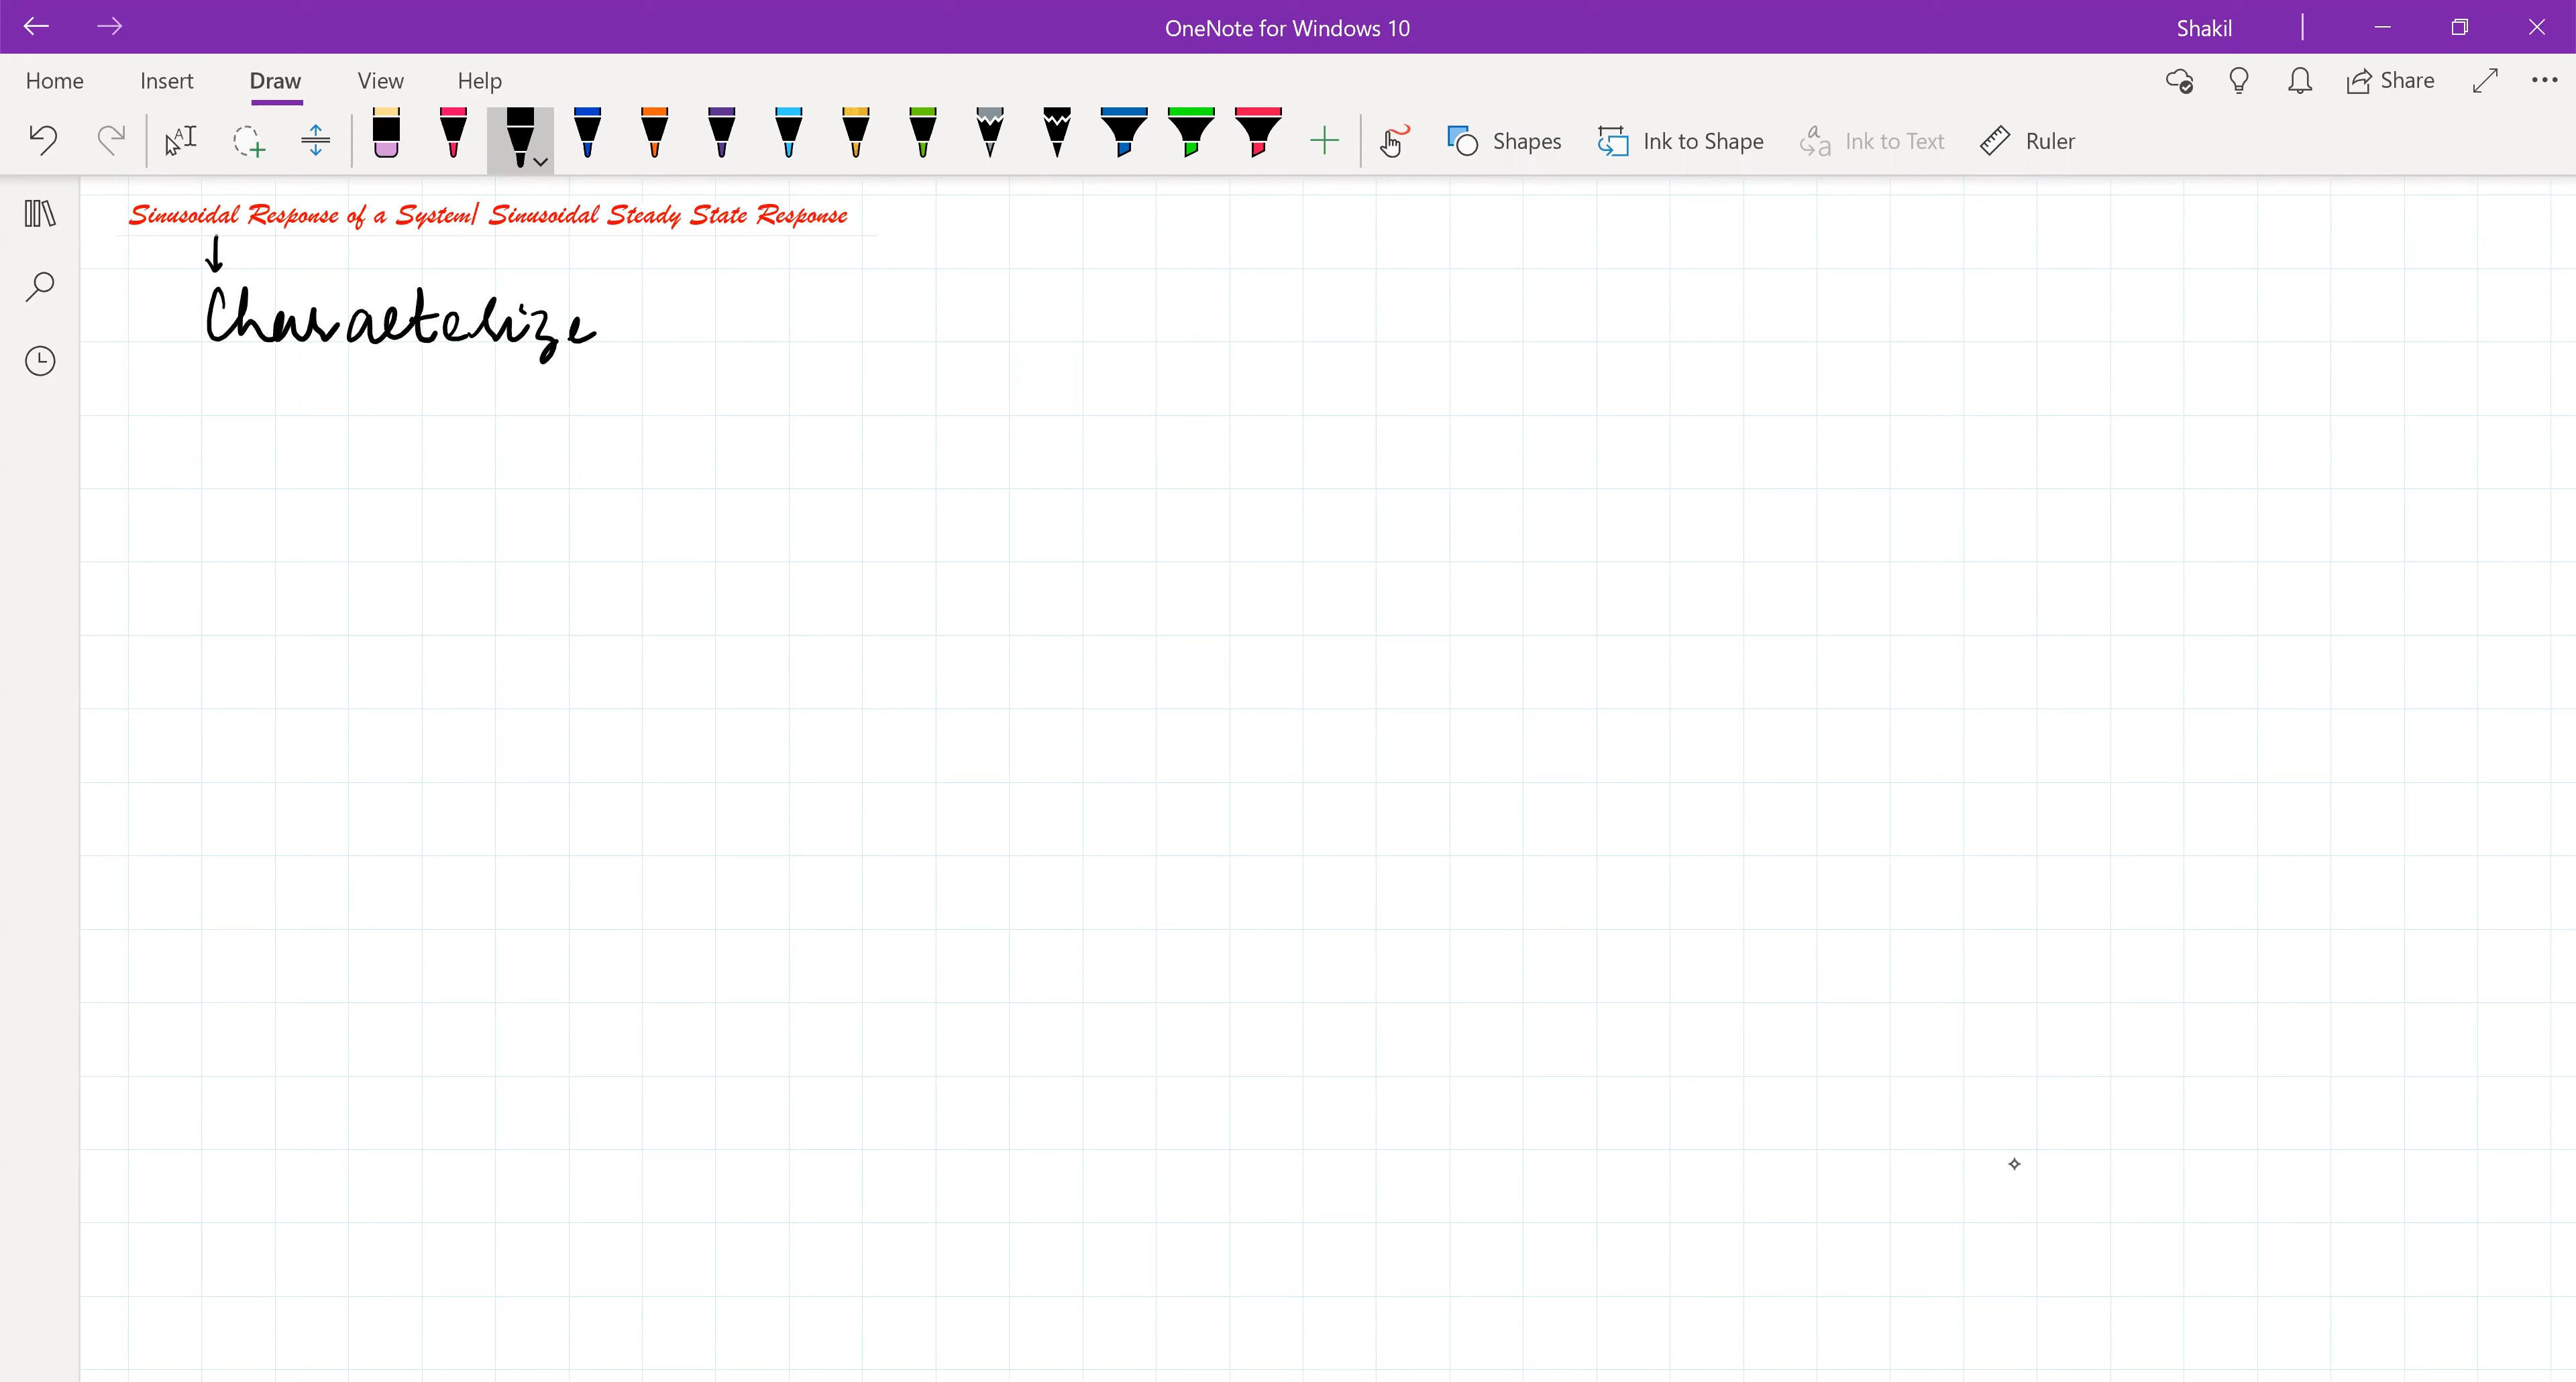 OneNote for Windows 10
Shakil
Home Insert Draw View Help
Share
Shapes Ink to Shape Ink to Text Ruler
Sinusoidal Response of a System/ Sinusoidal Steady State Response
Characterize